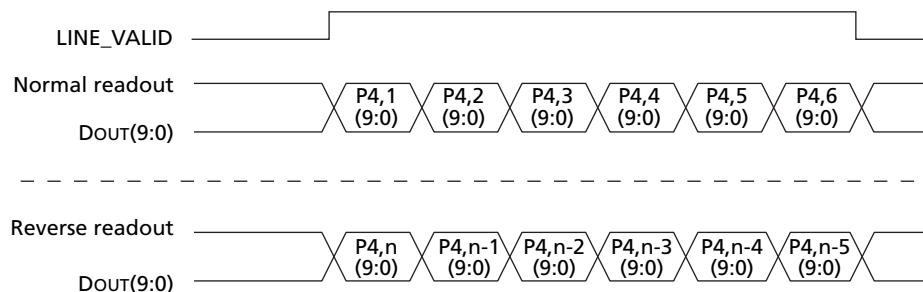 LINE_VALID
Normal readout
P4,1 P4,2 P4,3 P4,4 P4,5 P4,6
(9:0) (9:0) (9:0) (9:0) (9:0) (9:0)
DOUT(9:0)
Reverse readout
P4,n P4,n-1 P4,n-2 P4,n-3 P4,n-4 P4,n-5
(9:0) (9:0) (9:0) (9:0) (9:0) (9:0)
DOUT(9:0)